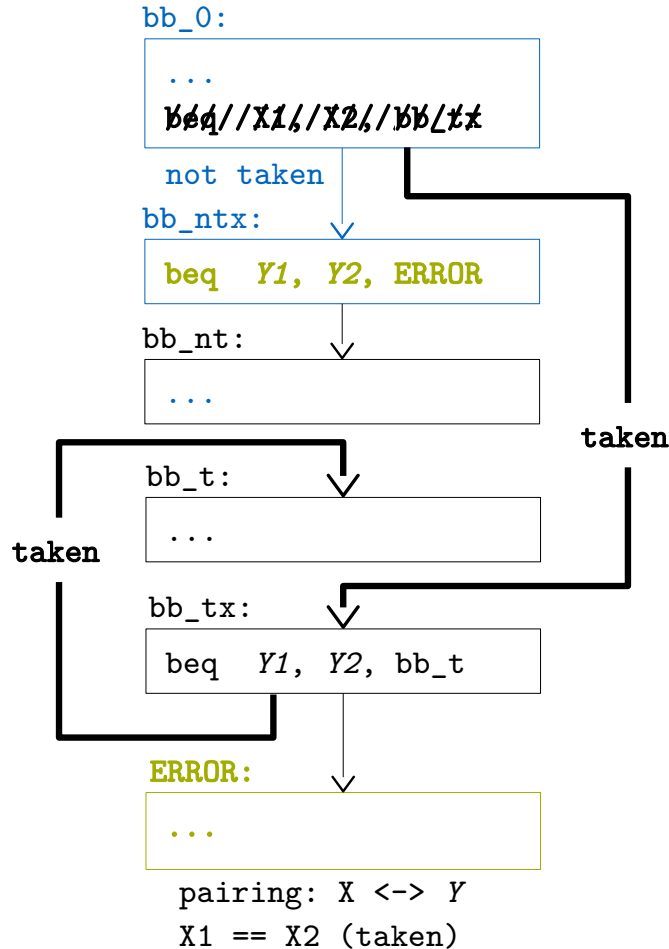 bb_0:
...
beq X1, X2, bb_tx
not taken
bb_ntx:
beq Y1, Y2, ERROR
bb_nt:
...
taken
bb_t:
...
taken
bb_tx:
beq Y1, Y2, bb_t
ERROR:
...
pairing: X <-> Y
X1 == X2 (taken)